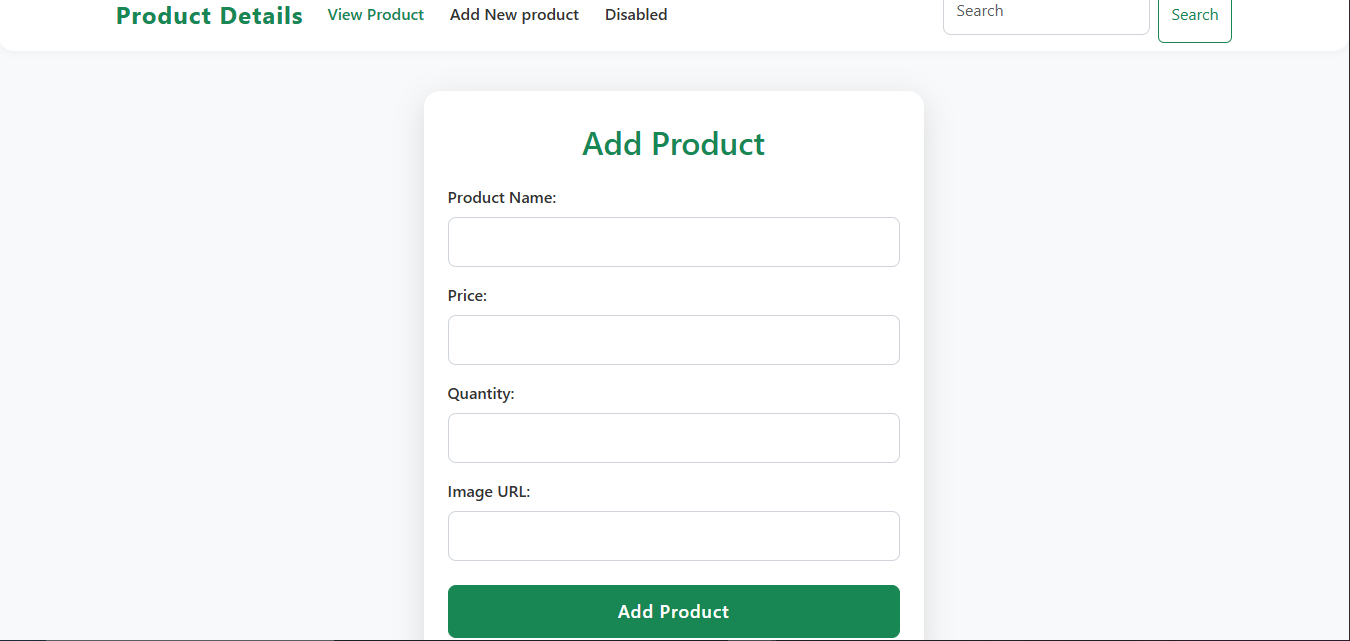 Product Details View Product Add New product Disabled Search Search
Add Product
Product Name:
Price:
Quantity:
Image URL:
Add Product